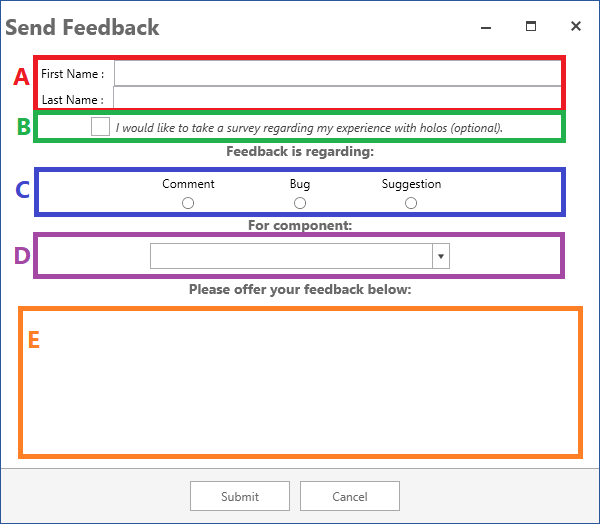 Send Feedback
A First Name :
Last Name :
B I would like to take a survey regarding my experience with holos (optional).
Feedback is regarding:
C Comment Bug Suggestion
For component:
D
Please offer your feedback below:
E
Submit Cancel